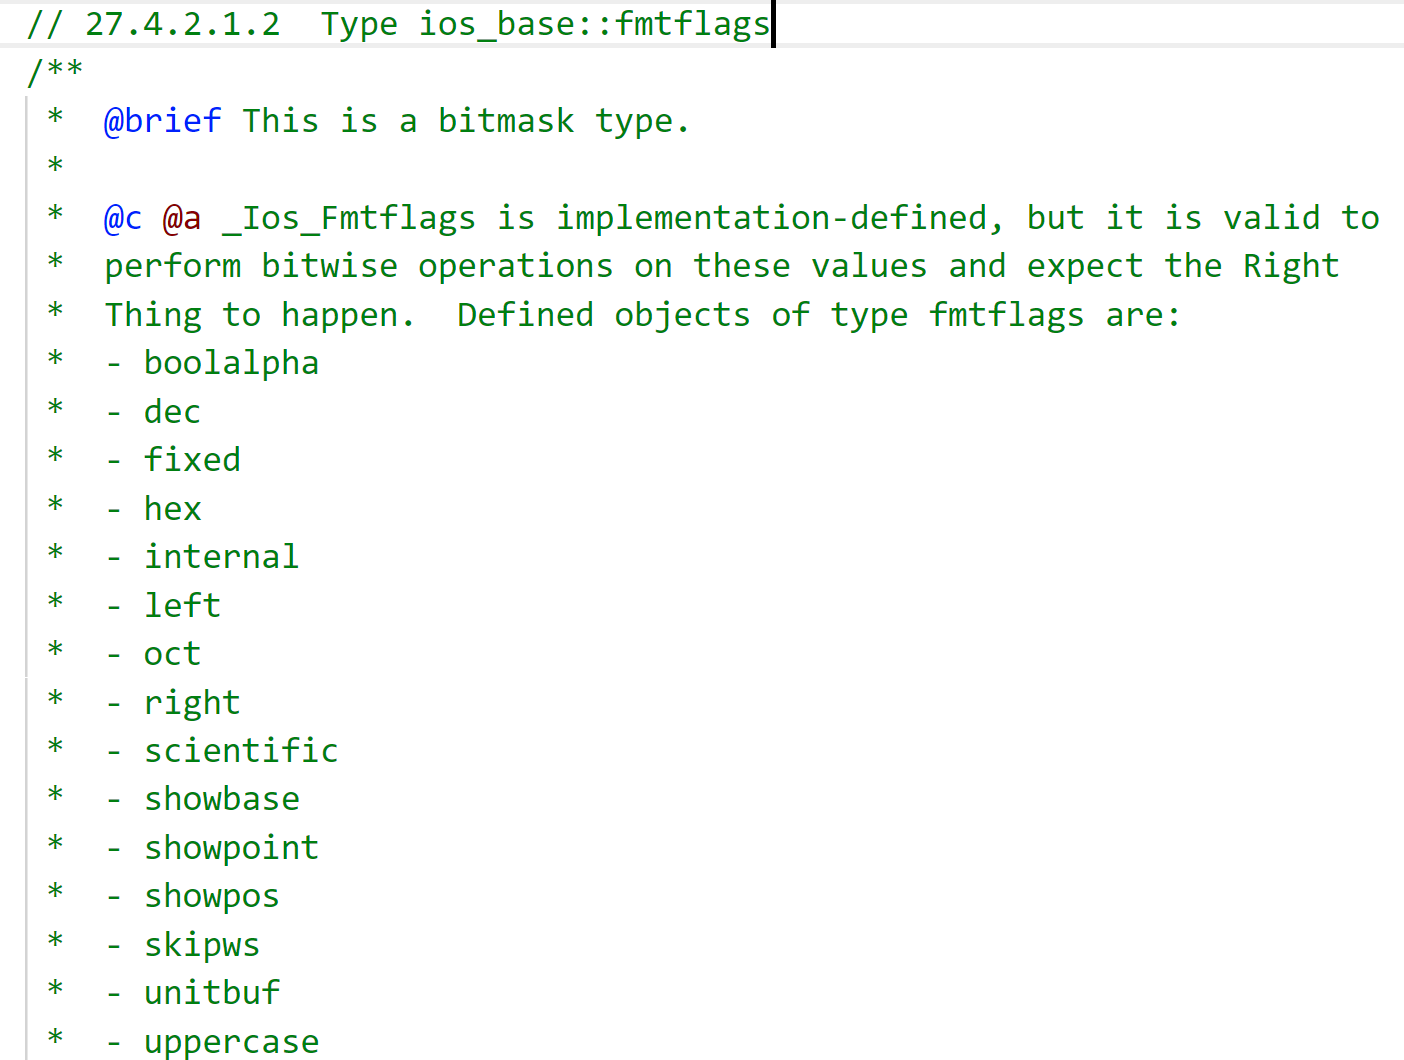 // 27.4.2.1.2  Type ios_base::fmtflags
/**
 *  @brief This is a bitmask type.
 *
 *  @c @a _Ios_Fmtflags is implementation-defined, but it is valid to
 *  perform bitwise operations on these values and expect the Right
 *  Thing to happen.  Defined objects of type fmtflags are:
 *  - boolalpha
 *  - dec
 *  - fixed
 *  - hex
 *  - internal
 *  - left
 *  - oct
 *  - right
 *  - scientific
 *  - showbase
 *  - showpoint
 *  - showpos
 *  - skipws
 *  - unitbuf
 *  - uppercase